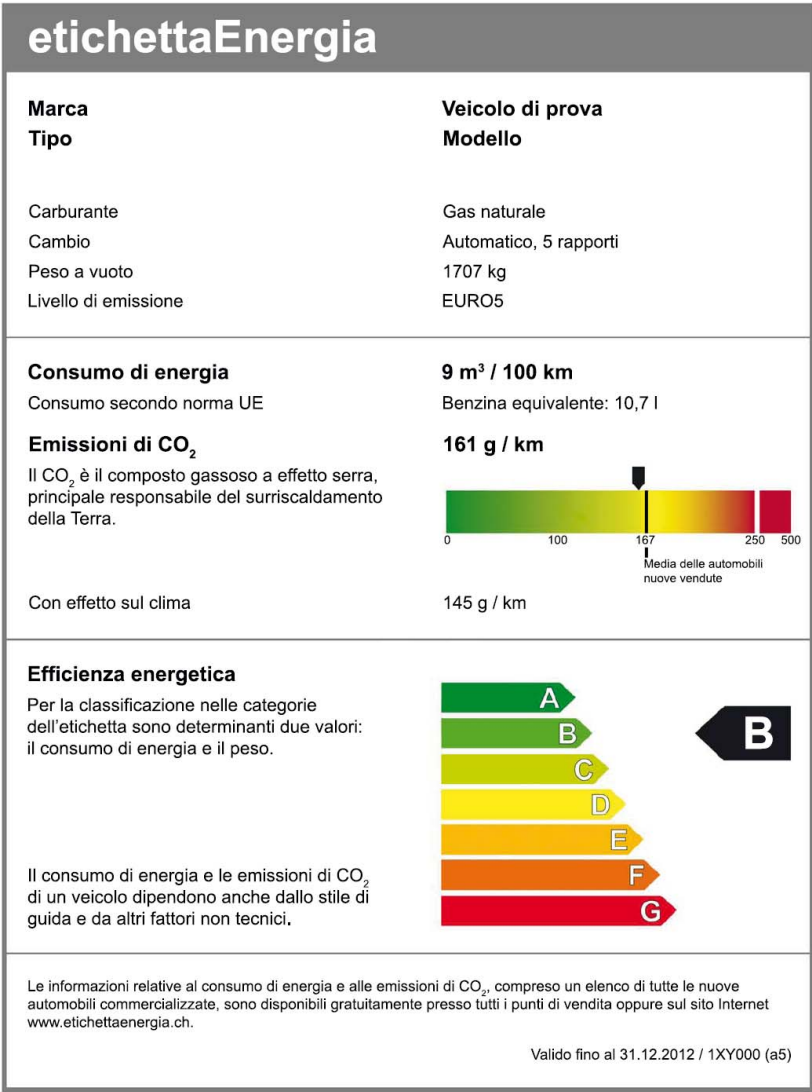 etichettaEnergia
Marca Veicolo di prova
Tipo Modello
Carburante Gas naturale
Cambio Automatico, 5 rapporti
Peso a vuoto 1707 kg
Livello di emissione EURO5
Consumo di energia 9 m³ / 100 km
Consumo secondo norma UE Benzina equivalente: 10,7 l
Emissioni di CO₂ 161 g / km
Il CO₂ è il composto gassoso a effetto serra,
principale responsabile del surriscaldamento
della Terra.
0 100 167 250 500
Media delle automobili
nuove vendute
Con effetto sul clima 145 g / km
Efficienza energetica
Per la classificazione nelle categorie
dell'etichetta sono determinanti due valori:
il consumo di energia e il peso.
A
B
C
D
E
F
G
B
Il consumo di energia e le emissioni di CO₂
di un veicolo dipendono anche dallo stile di
guida e da altri fattori non tecnici.
Le informazioni relative al consumo di energia e alle emissioni di CO₂, compreso un elenco di tutte le nuove
automobili commercializzate, sono disponibili gratuitamente presso tutti i punti di vendita oppure sul sito Internet
www.etichettaenergia.ch.
Valido fino al 31.12.2012 / 1XY000 (a5)